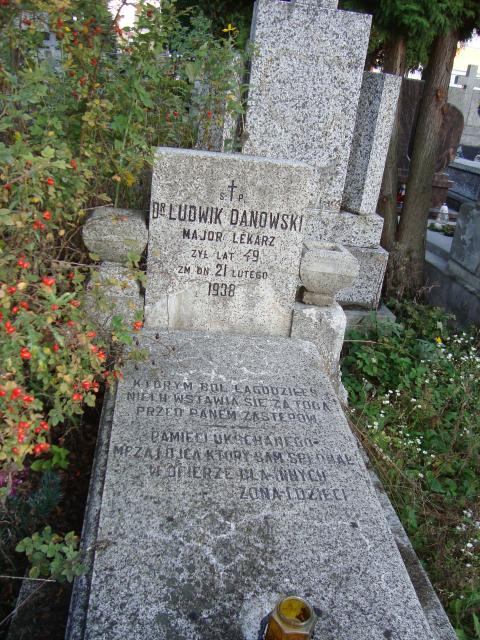 Ś † P.
DR LUDWIK DANOWSKI
MAJOR LEKARZ
ŻYŁ LAT 49
ZM DN. 21 LUTEGO
1938
KTÓRYM BÓL ŁAGODZIŁEŚ
NIECH WSTAWIĄ SIĘ ZA TOBĄ
PRZED PANEM ZASTĘPÓW.
PAMIĘCI UKOCHANEGO
MĘŻA I OJCA KTÓRY SAM SPŁONĄŁ
W OFIERZE DLA INNYCH
ŻONA I DZIECI